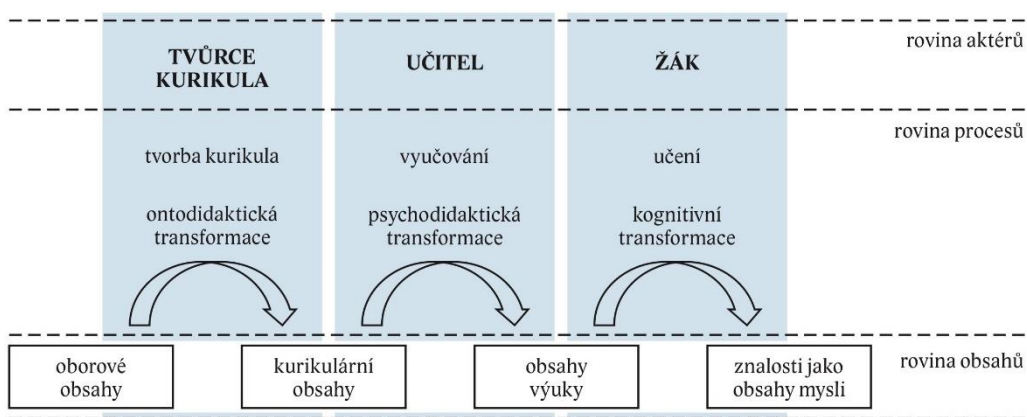 rovina aktérů
TVŮRCE
KURIKULA
UČITEL
ŽÁK
rovina procesů
tvorba kurikula
vyučování
učení
ontodidaktická
transformace
psychodidaktická
transformace
kognitivní
transformace
oborové
obsahy
kurikulární
obsahy
obsahy
výuky
znalosti jako
obsahy mysli
rovina obsahů